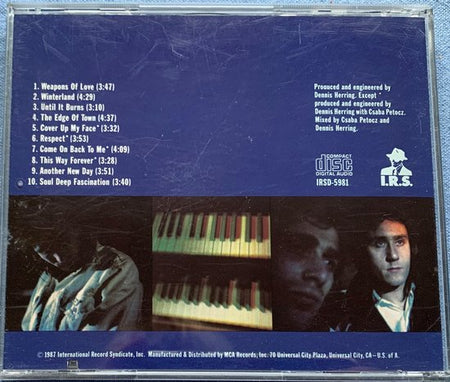 1. Weapons Of Love (3:47)
2. Winterland (4:29)
3. Until It Burns (3:10)
4. The Edge Of Town (4:37)
5. Cover Up My Face* (3:32)
6. Respect* (3:53)
7. Come On Back To Me* (4:09)
8. This Way Forever* (3:28)
9. Another New Day (3:51)
10. Soul Deep Fascination (3:40)
Produced and engineered by
Dennis Herring. Except *
produced and engineered by
Dennis Herring with Csaba Petocz.
Mixed by Csaba Petocz and
Dennis Herring.
COMPACT
disc
DIGITAL AUDIO
IRSD-5981
I.R.S.
© 1987 International Record Syndicate, Inc. Manufactured & Distributed by MCA Records, Inc. 70 Universal City Plaza, Universal City, CA - U.S. of A.